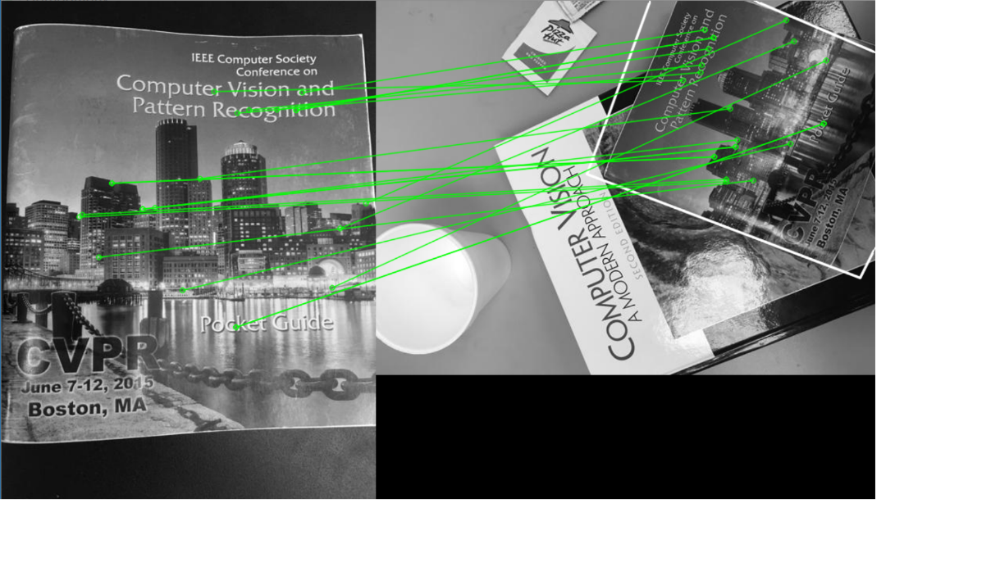 IEEE Computer Society
Conference on
Computer Vision and
Pattern Recognition
Pocket Guide
CVPR
June 7-12, 2015
Boston, MA
Pizza
Hut
COMPUTER VISION
A MODERN APPROACH
SECOND EDITION
IEEE Computer Society
Conference on
Computer Vision and
Pattern Recognition
Pocket Guide
CVPR
June 7-12, 2015
Boston, MA